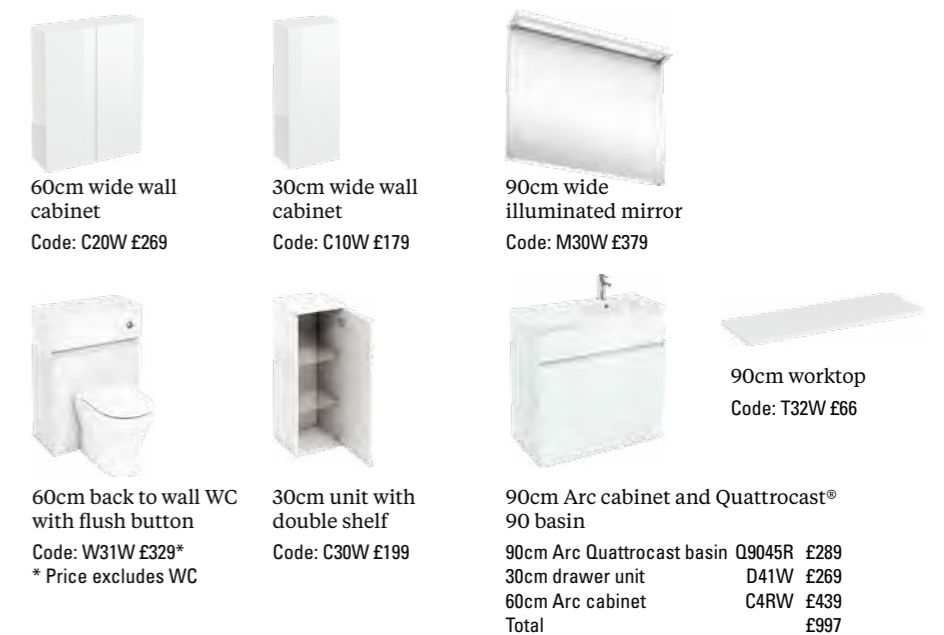 60cm wide wall
cabinet
Code: C20W £269
30cm wide wall
cabinet
Code: C10W £179
90cm wide
illuminated mirror
Code: M30W £379
60cm back to wall WC
with flush button
Code: W31W £329*
* Price excludes WC
30cm unit with
double shelf
Code: C30W £199
90cm Arc cabinet and Quattrocast®
90 basin
90cm Arc Quattrocast basin Q9045R £289
30cm drawer unit D41W £269
60cm Arc cabinet C4RW £439
Total £997
90cm worktop
Code: T32W £66